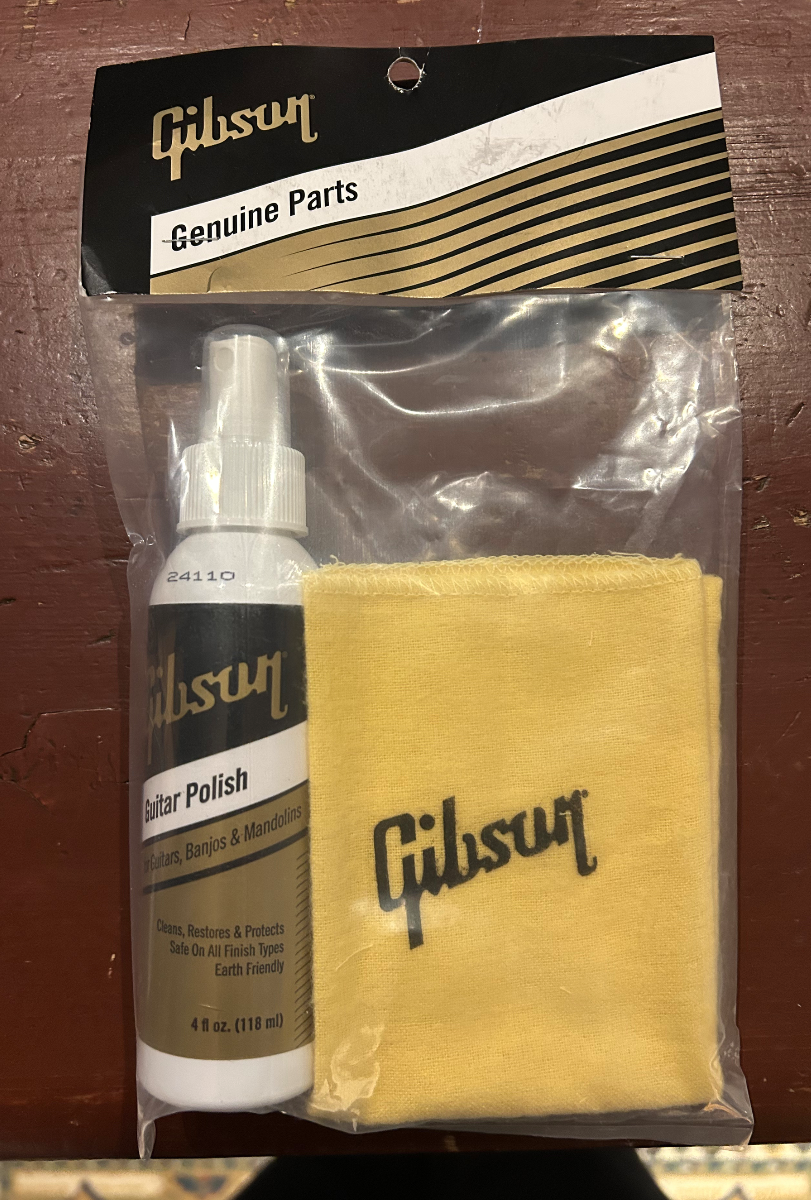 Gibson
Genuine Parts
24110
Gibson
Guitar Polish
for Guitars, Banjos & Mandolins
Cleans, Restores & Protects
Safe On All Finish Types
Earth Friendly
4 fl oz. (118 ml)
Gibson